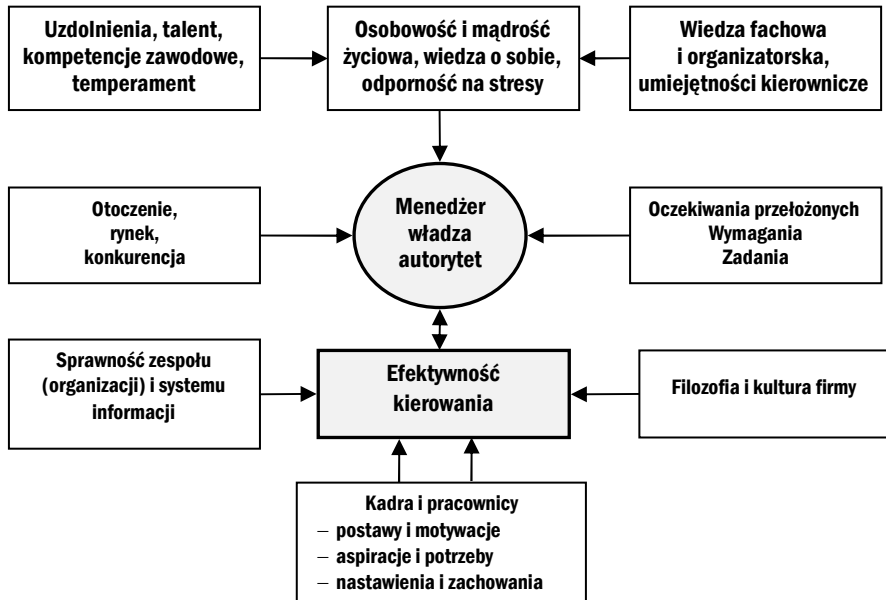 Uzdolnienia, talent,
kompetencje zawodowe,
temperament
Osobowość i mądrość
życiowa, wiedza o sobie,
odporność na stresy
Wiedza fachowa
i organizatorska,
umiejętności kierownicze
Otoczenie,
rynek,
konkurencja
Menedżer
władza
autorytet
Oczekiwania przełożonych
Wymagania
Zadania
Sprawność zespołu
(organizacji) i systemu
informacji
Efektywność
kierowania
Filozofia i kultura firmy
Kadra i pracownicy
– postawy i motywacje
– aspiracje i potrzeby
– nastawienia i zachowania